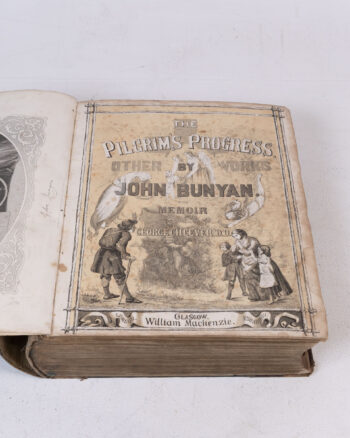 THE
PILGRIM'S PROGRESS
OTHER BY WORKS
JOHN BUNYAN
MEMOIR
GEORGE CHEEVER D.D.
GLASGOW,
William Mackenzie.